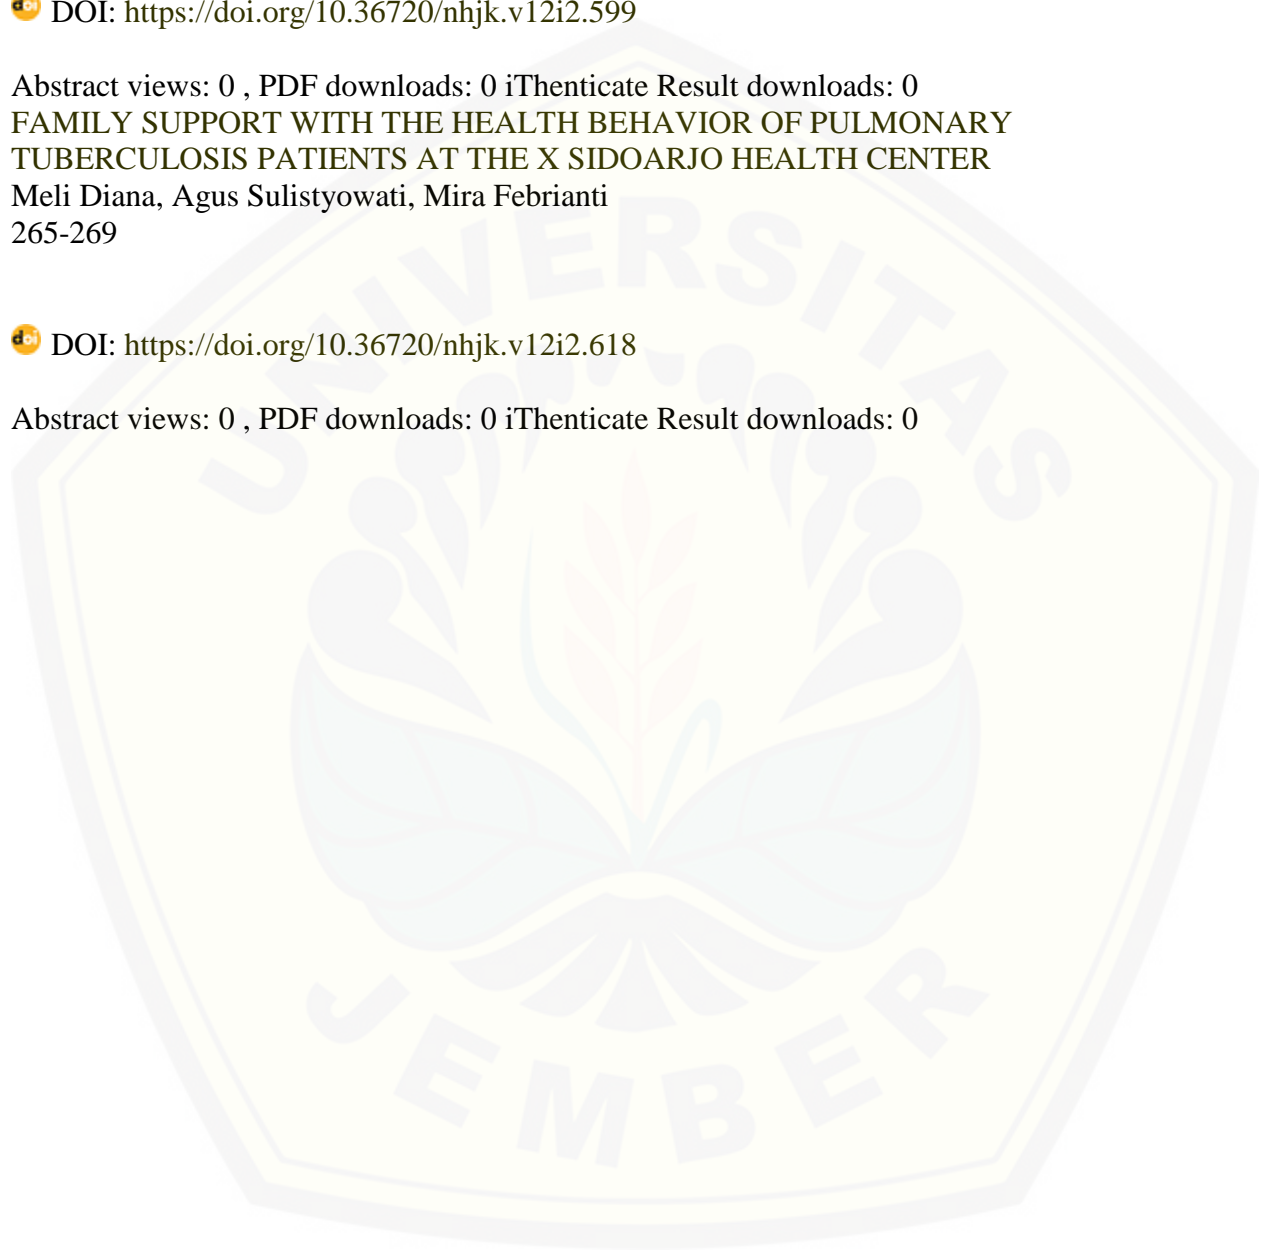 DOI: https://doi.org/10.36720/nhjk.v12i2.599
Abstract views: 0 , PDF downloads: 0 iThenticate Result downloads: 0
FAMILY SUPPORT WITH THE HEALTH BEHAVIOR OF PULMONARY
TUBERCULOSIS PATIENTS AT THE X SIDOARJO HEALTH CENTER
Meli Diana, Agus Sulistyowati, Mira Febrianti
265-269
doi DOI: https://doi.org/10.36720/nhjk.v12i2.618
Abstract views: 0 , PDF downloads: 0 iThenticate Result downloads: 0
UNIVERSITAS
JEMBER